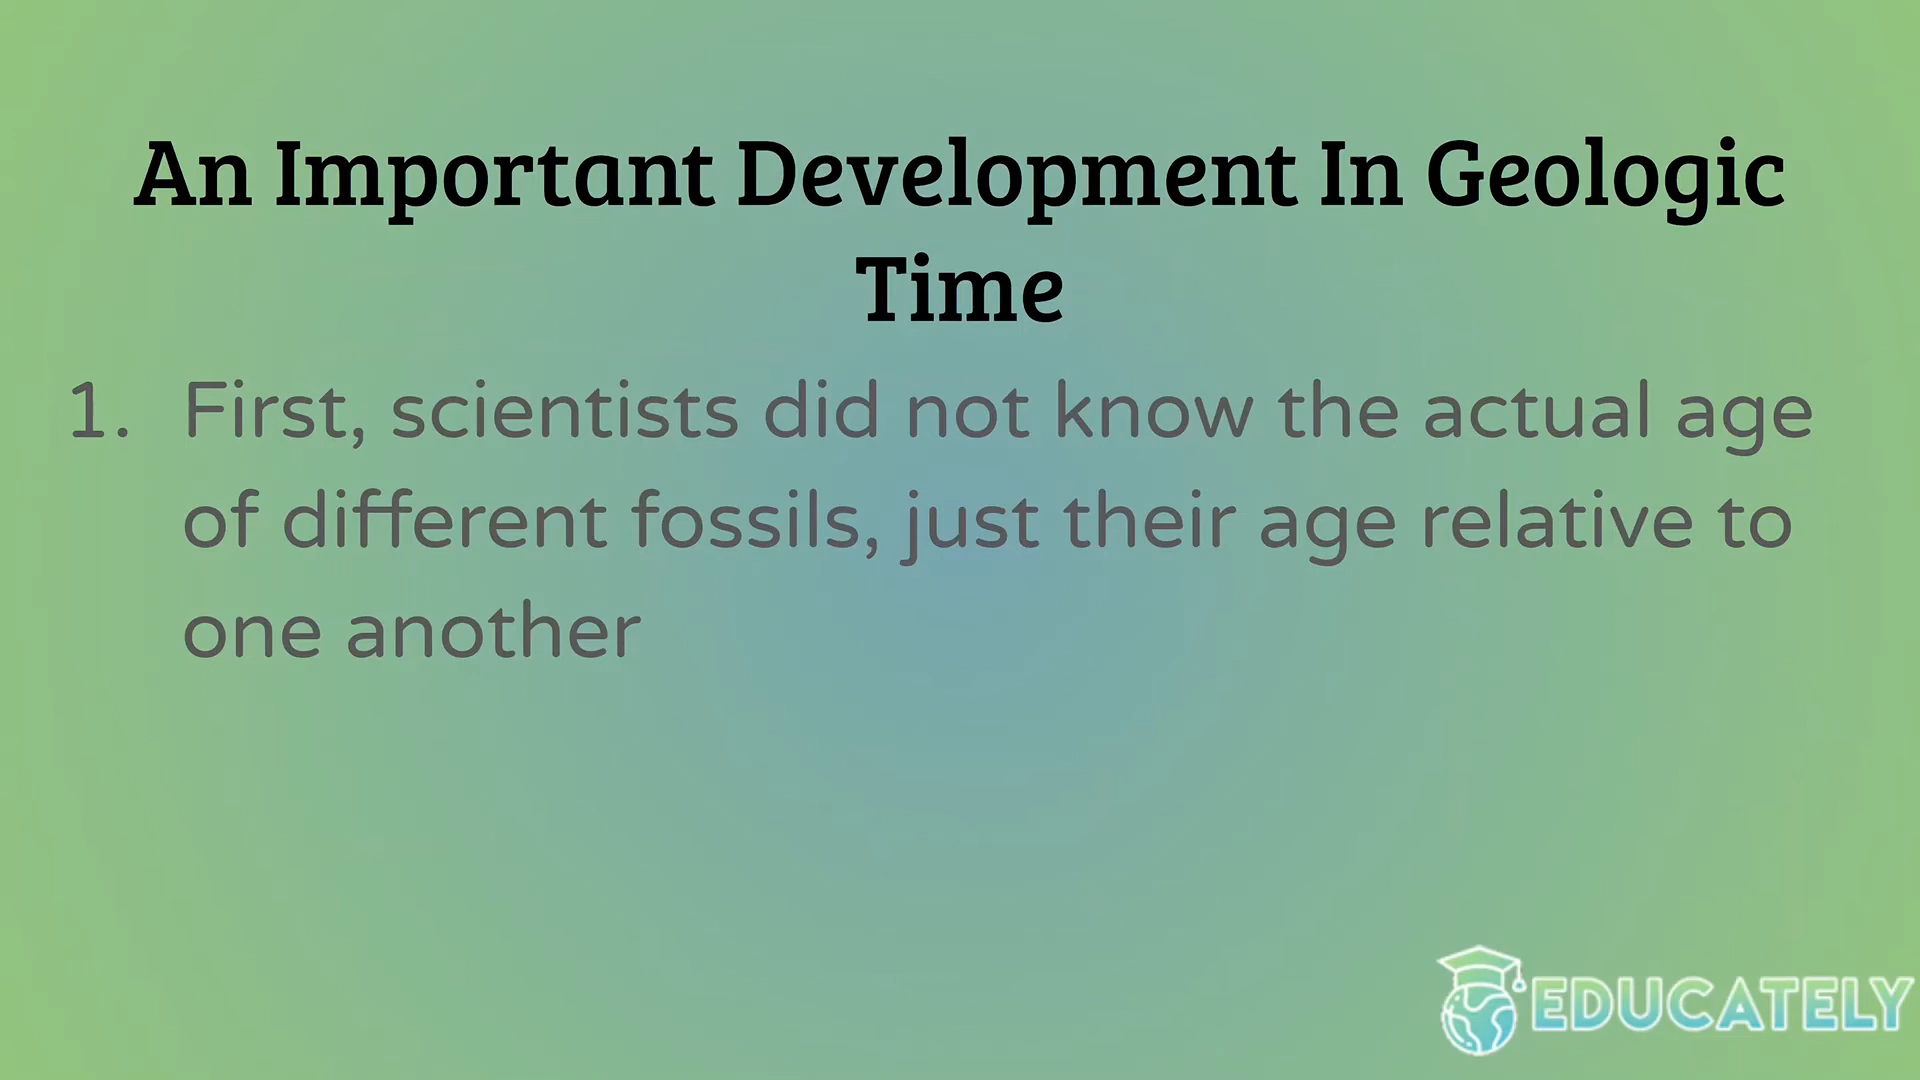 An Important Development In Geologic
Time
1. First, scientists did not know the actual age
of different fossils, just their age relative to
one another
EDUCATELY